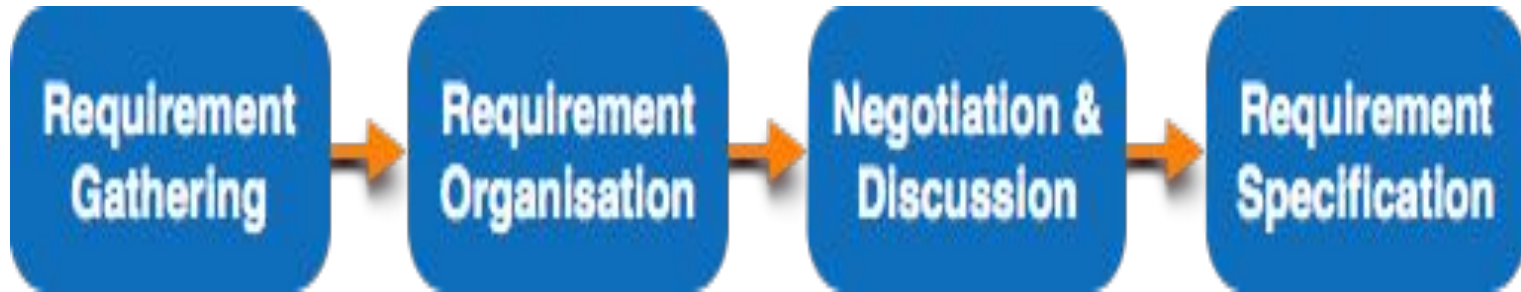 Requirement
Gathering
Requirement
Organisation
Negotiation &
Discussion
Requirement
Specification